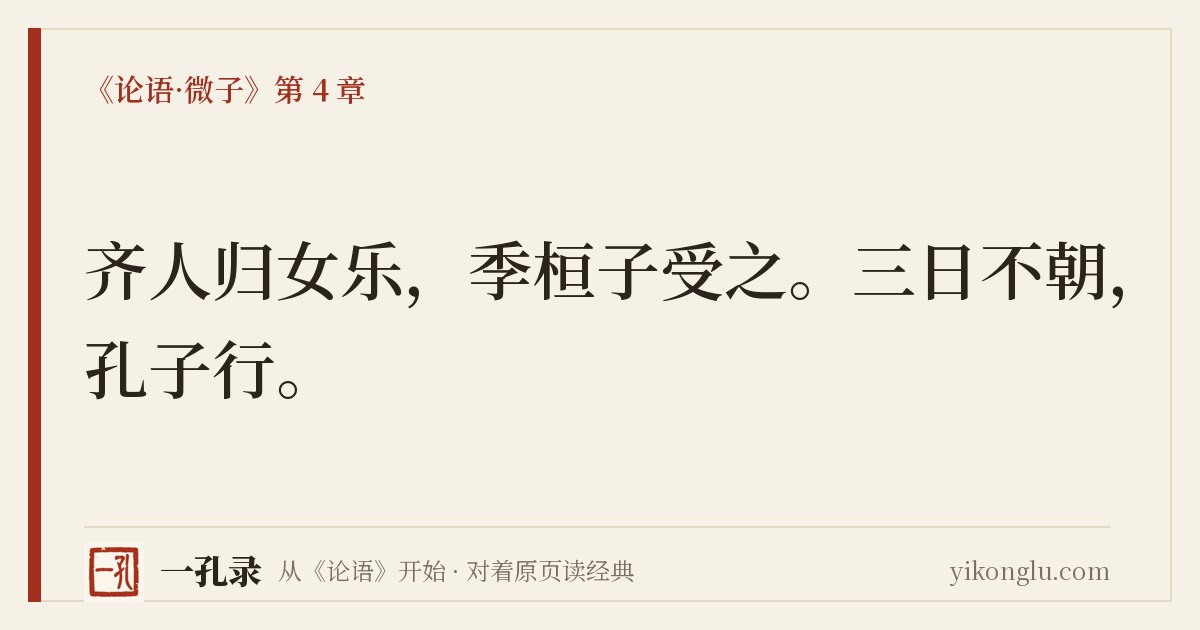 《论语·微子》第 4 章
齐人归女乐，季桓子受之。三日不朝，
孔子行。
一孔
一孔录 从《论语》开始 · 对着原页读经典 yikonglu.com